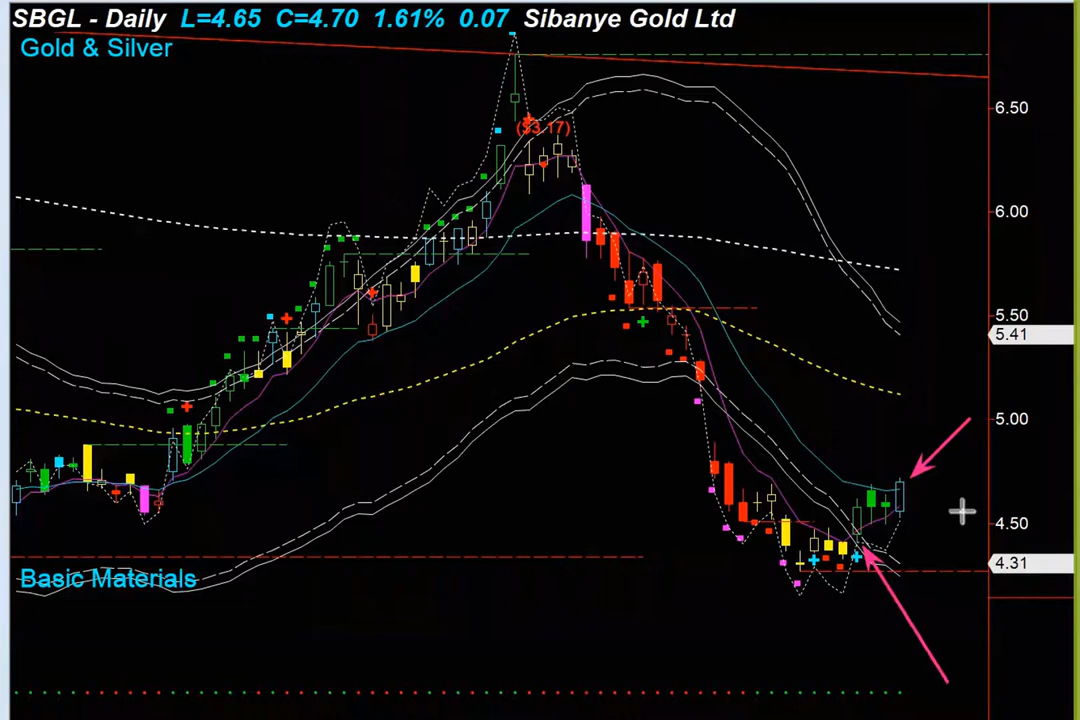 SBGL - Daily L=4.65 C=4.70 1.61% 0.07 Sibanye Gold Ltd
Gold & Silver
6.50
($3.17)
6.00
5.50
5.41
5.00
4.50
4.31
Basic Materials